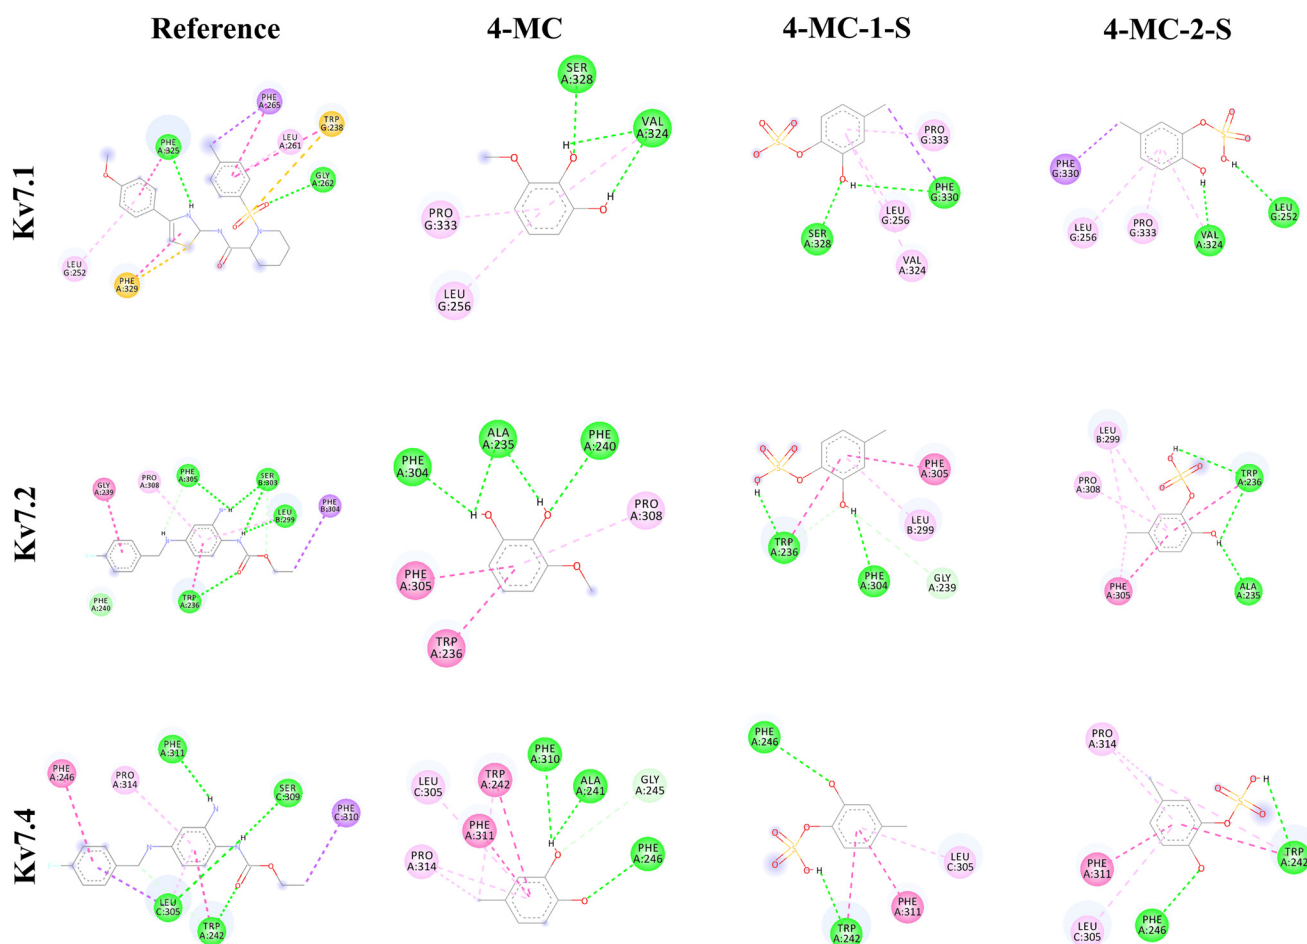 Reference
4-MC
4-MC-1-S
4-MC-2-S
Kv7.1
PHE
A:265
TRP
G:238
LEU
A:261
PHE
A:325
GLY
A:262
H
N
O
S
O
O
N
N
S
O
LEU
G:252
PHE
A:329
SER
A:328
VAL
A:324
H
O
O
H
O
PRO
G:333
LEU
G:256
O
O
S
O
O
O
H
PRO
G:333
PHE
G:330
LEU
G:256
SER
A:328
VAL
A:324
O
O
S
O
O
H
O
H
PHE
G:330
LEU
G:256
PRO
G:333
VAL
A:324
LEU
G:252
Kv7.2
GLY
A:239
PRO
A:308
PHE
A:305
SER
B:303
LEU
B:299
PHE
B:304
N
H
H
N
H
N
O
O
F
PHE
A:240
TRP
A:236
PHE
A:304
ALA
A:235
PHE
A:240
H
O
H
O
O
PRO
A:308
PHE
A:305
TRP
A:236
O
O
S
O
O
H
O
H
PHE
A:305
LEU
B:299
TRP
A:236
PHE
A:304
GLY
A:239
LEU
B:299
PRO
A:308
TRP
A:236
H
O
S
O
O
O
O
H
PHE
A:305
ALA
A:235
Kv7.4
PHE
A:246
PRO
A:314
PHE
A:311
SER
C:309
PHE
C:310
H
N
H
N
N
O
O
F
LEU
C:305
TRP
A:242
LEU
C:305
TRP
A:242
PHE
A:310
ALA
A:241
GLY
A:245
PHE
A:311
PRO
A:314
PHE
A:246
H
O
O
PHE
A:246
O
O
O
S
O
O
H
LEU
C:305
PHE
A:311
TRP
A:242
PRO
A:314
O
H
S
O
O
O
O
TRP
A:242
PHE
A:311
LEU
C:305
PHE
A:246